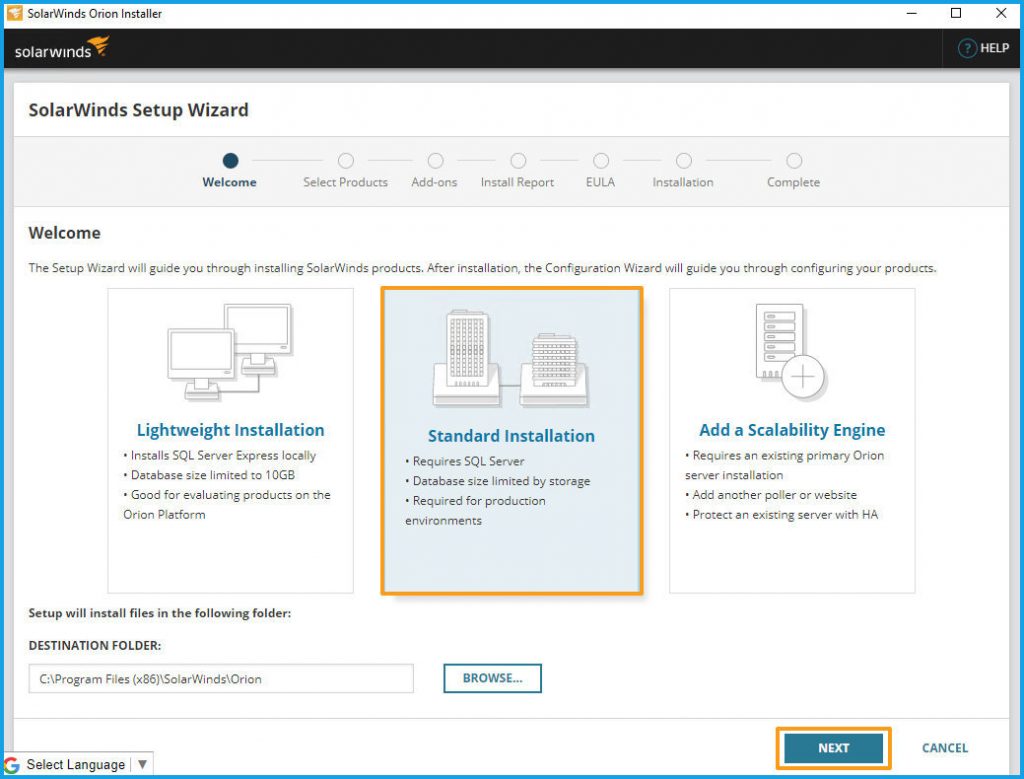 SolarWinds Orion Installer
solarwinds
? HELP
SolarWinds Setup Wizard
Welcome
Select Products
Add-ons
Install Report
EULA
Installation
Complete
Welcome
The Setup Wizard will guide you through installing SolarWinds products. After installation, the Configuration Wizard will guide you through configuring your products.
Lightweight Installation
• Installs SQL Server Express locally
• Database size limited to 10GB
• Good for evaluating products on the
Orion Platform
Standard Installation
• Requires SQL Server
• Database size limited by storage
• Required for production
environments
Add a Scalability Engine
• Requires an existing primary Orion
server installation
• Add another poller or website
• Protect an existing server with HA
Setup will install files in the following folder:
DESTINATION FOLDER:
C:\Program Files (x86)\SolarWinds\Orion
BROWSE...
NEXT
CANCEL
G Select Language ▼